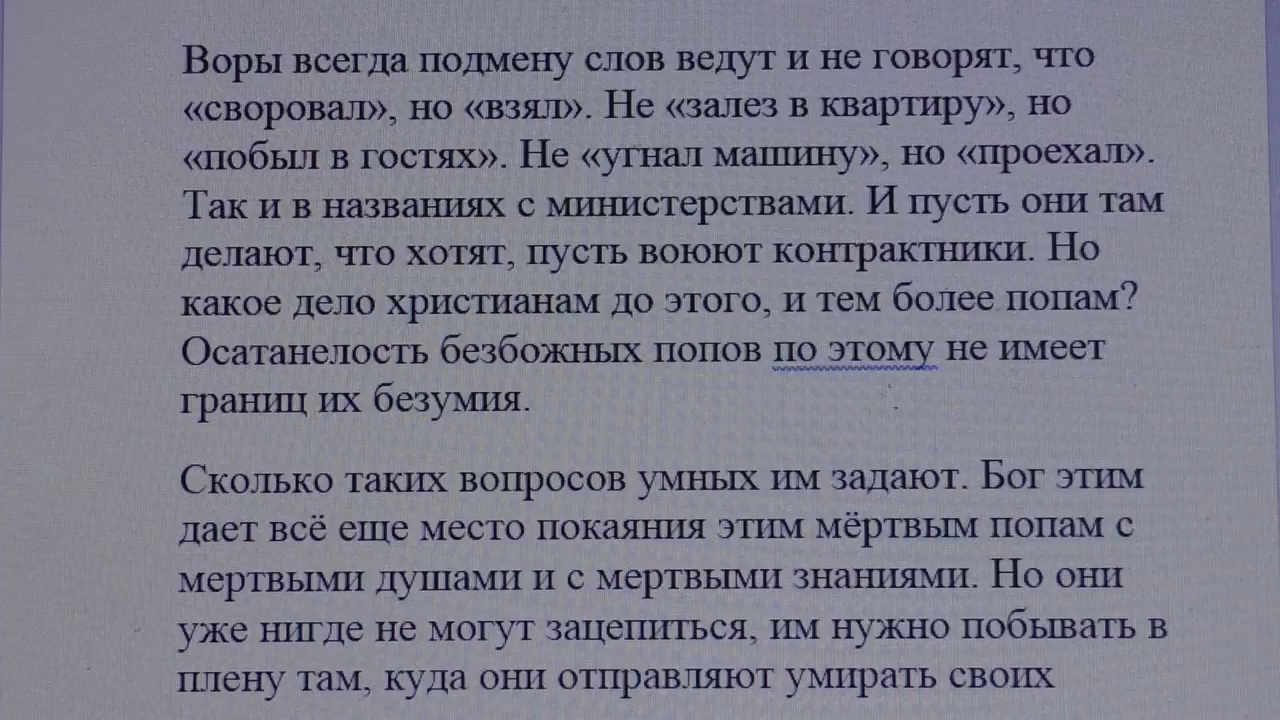 Воры всегда подмену слов ведут и не говорят, что
«своровал», но «взял». Не «залез в квартиру», но
«побыл в гостях». Не «угнал машину», но «проехал».
Так и в названиях с министерствами. И пусть они там
делают, что хотят, пусть воюют контрактники. Но
какое дело христианам до этого, и тем более попам?
Осатанелость безбожных попов по этому не имеет
границ их безумия.
Сколько таких вопросов умных им задают. Бог этим
дает всё еще место покаяния этим мёртвым попам с
мертвыми душами и с мертвыми знаниями. Но они
уже нигде не могут зацепиться, им нужно побывать в
плену там, куда они отправляют умирать своих